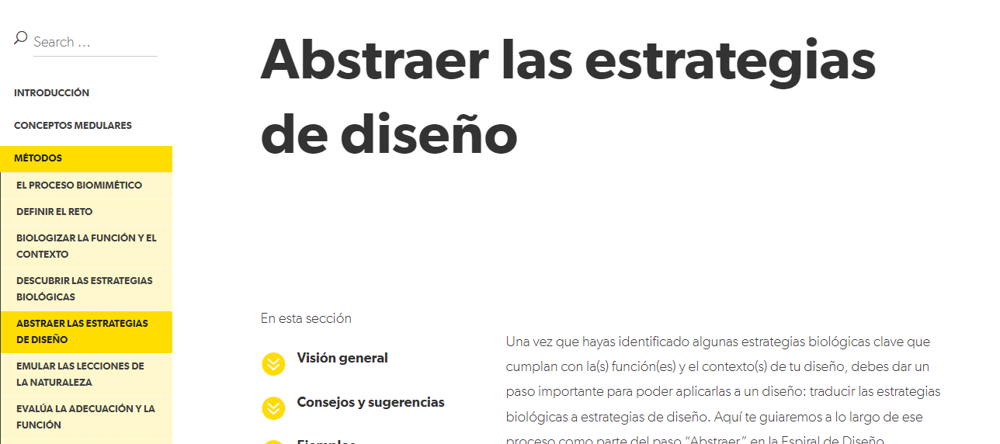 Search …
INTRODUCCIÓN
CONCEPTOS MEDULARES
MÉTODOS
EL PROCESO BIOMIMÉTICO
DEFINIR EL RETO
BIOLOGIZAR LA FUNCIÓN Y EL
CONTEXTO
DESCUBRIR LAS ESTRATEGIAS
BIOLÓGICAS
ABSTRAER LAS ESTRATEGIAS
DE DISEÑO
EMULAR LAS LECCIONES DE
LA NATURALEZA
EVALÚA LA ADECUACIÓN Y LA
FUNCIÓN
Abstraer las estrategias
de diseño
En esta sección
Visión general
Consejos y sugerencias
Ejemplos
Una vez que hayas identificado algunas estrategias biológicas clave que
cumplan con la(s) función(es) y el contexto(s) de tu diseño, debes dar un
paso importante para poder aplicarlas a un diseño: traducir las estrategias
biológicas a estrategias de diseño. Aquí te guiaremos a lo largo de ese
proceso como parte del paso “Abstraer” en la Espiral de Diseño